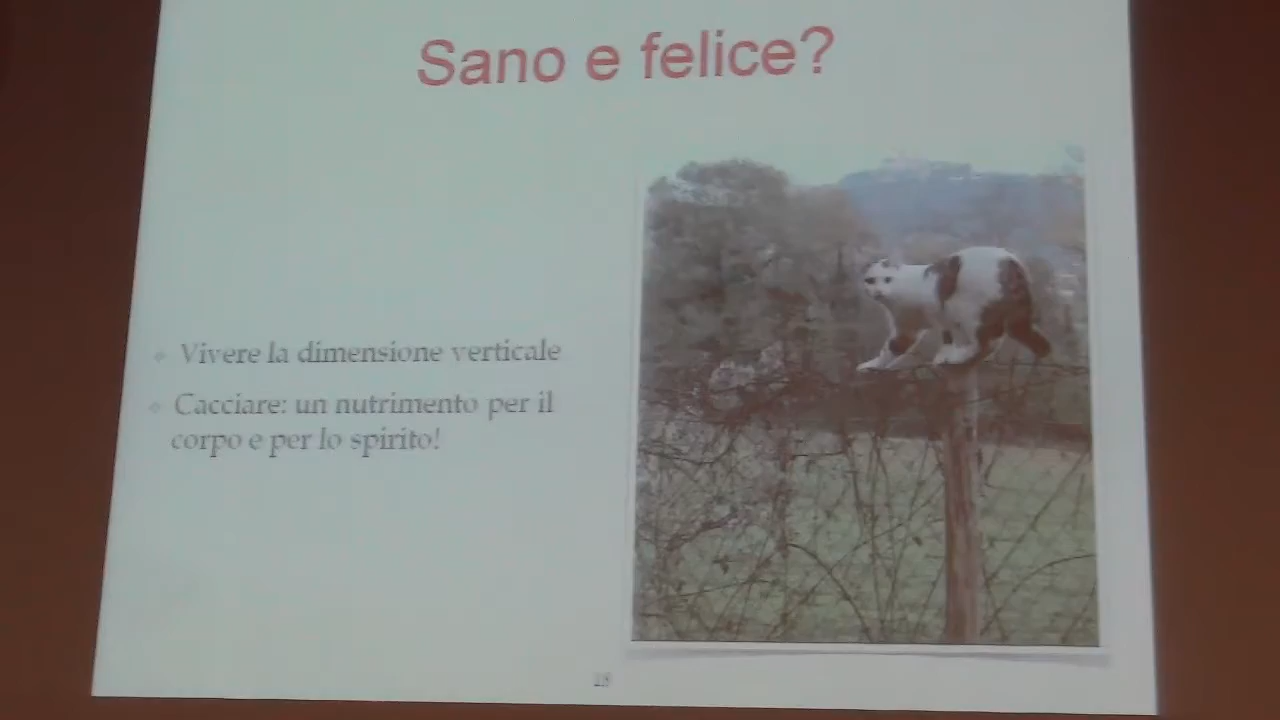 Sano e felice?
Vivere la dimensione verticale
Cacciare: un nutrimento per il
corpo e per lo spirito!